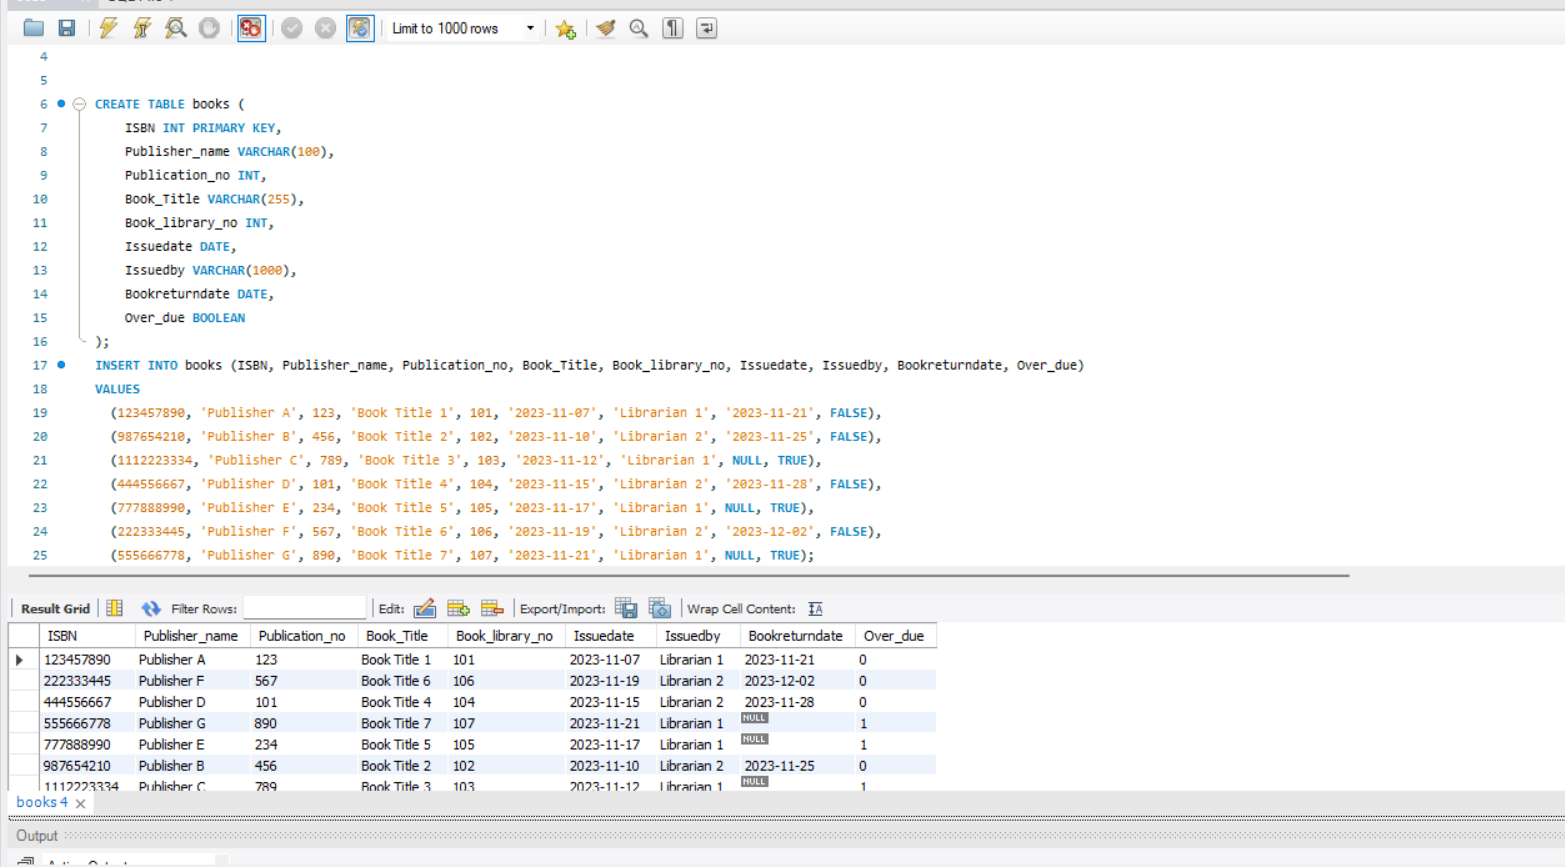 Limit to 1000 rows
4
5
6 CREATE TABLE books (
7 ISBN INT PRIMARY KEY,
8 Publisher_name VARCHAR(100),
9 Publication_no INT,
10 Book_Title VARCHAR(255),
11 Book_library_no INT,
12 Issuedate DATE,
13 Issuedby VARCHAR(1000),
14 Bookreturndate DATE,
15 Over_due BOOLEAN
16 );
17 INSERT INTO books (ISBN, Publisher_name, Publication_no, Book_Title, Book_library_no, Issuedate, Issuedby, Bookreturndate, Over_due)
18 VALUES
19 (123457890, 'Publisher A', 123, 'Book Title 1', 101, '2023-11-07', 'Librarian 1', '2023-11-21', FALSE),
20 (987654210, 'Publisher B', 456, 'Book Title 2', 102, '2023-11-10', 'Librarian 2', '2023-11-25', FALSE),
21 (1112223334, 'Publisher C', 789, 'Book Title 3', 103, '2023-11-12', 'Librarian 1', NULL, TRUE),
22 (444556667, 'Publisher D', 101, 'Book Title 4', 104, '2023-11-15', 'Librarian 2', '2023-11-28', FALSE),
23 (777888990, 'Publisher E', 234, 'Book Title 5', 105, '2023-11-17', 'Librarian 1', NULL, TRUE),
24 (222333445, 'Publisher F', 567, 'Book Title 6', 106, '2023-11-19', 'Librarian 2', '2023-12-02', FALSE),
25 (555666778, 'Publisher G', 890, 'Book Title 7', 107, '2023-11-21', 'Librarian 1', NULL, TRUE);
Result Grid Filter Rows: Edit: Export/Import: Wrap Cell Content:
ISBN Publisher_name Publication_no Book_Title Book_library_no Issuedate Issuedby Bookreturndate Over_due
123457890 Publisher A 123 Book Title 1 101 2023-11-07 Librarian 1 2023-11-21 0
222333445 Publisher F 567 Book Title 6 106 2023-11-19 Librarian 2 2023-12-02 0
444556667 Publisher D 101 Book Title 4 104 2023-11-15 Librarian 2 2023-11-28 0
555666778 Publisher G 890 Book Title 7 107 2023-11-21 Librarian 1 NULL 1
777888990 Publisher E 234 Book Title 5 105 2023-11-17 Librarian 1 NULL 1
987654210 Publisher B 456 Book Title 2 102 2023-11-10 Librarian 2 2023-11-25 0
1112223334 Publisher C 789 Book Title 3 103 2023-11-12 Librarian 1 NULL 1
books 4
Output